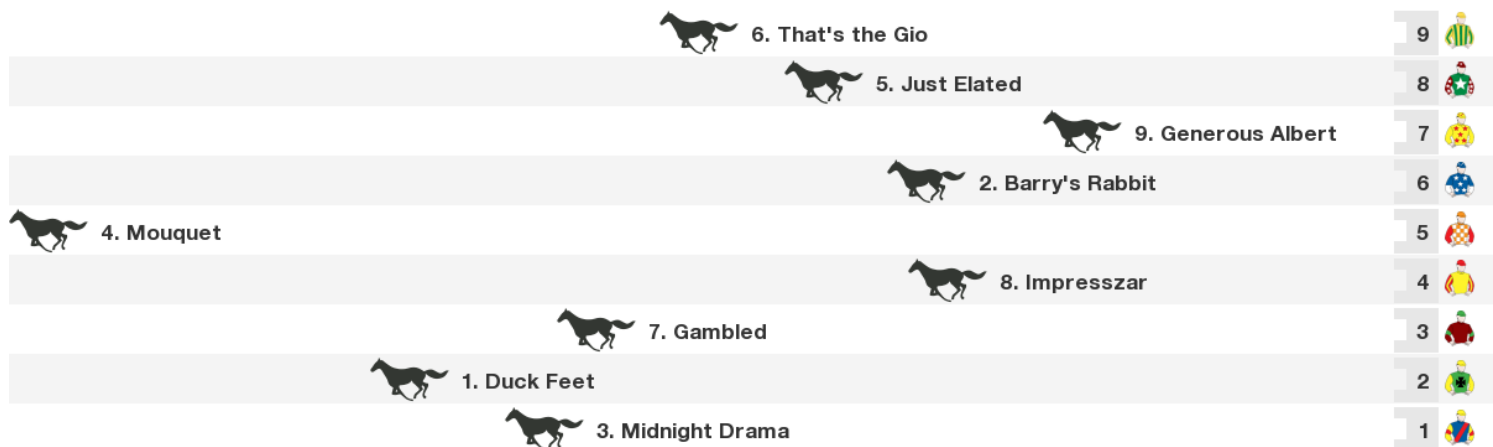 6. That's the Gio 9
5. Just Elated 8
9. Generous Albert 7
2. Barry's Rabbit 6
4. Mouquet 5
8. Impresszar 4
7. Gambled 3
1. Duck Feet 2
3. Midnight Drama 1